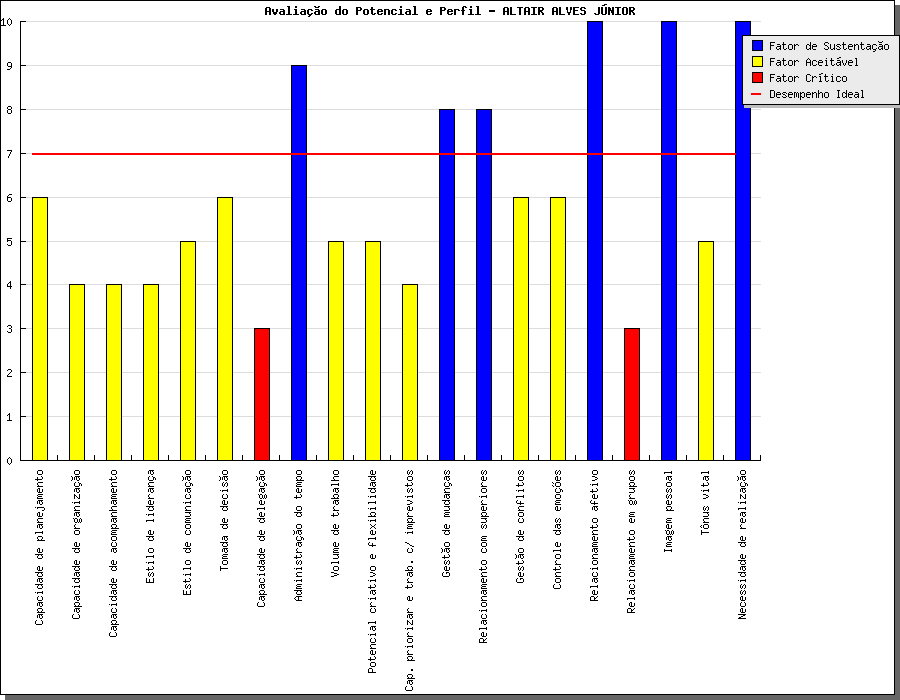 Avaliação do Potencial e Perfil - ALTAIR ALVES JÚNIOR
10
9
8
7
6
5
4
3
2
1
0
Fator de Sustentação
Fator Aceitável
Fator Crítico
Desempenho Ideal
Capacidade de planejamento
Capacidade de organização
Capacidade de acompanhamento
Estilo de liderança
Estilo de comunicação
Tomada de decisão
Capacidade de delegação
Administração do tempo
Volume de trabalho
Potencial criativo e flexibilidade
Cap. priorizar e trab. c/ imprevistos
Gestão de mudanças
Relacionamento com superiores
Gestão de conflitos
Controle das emoções
Relacionamento afetivo
Relacionamento em grupos
Imagem pessoal
Tônus vital
Necessidade de realização